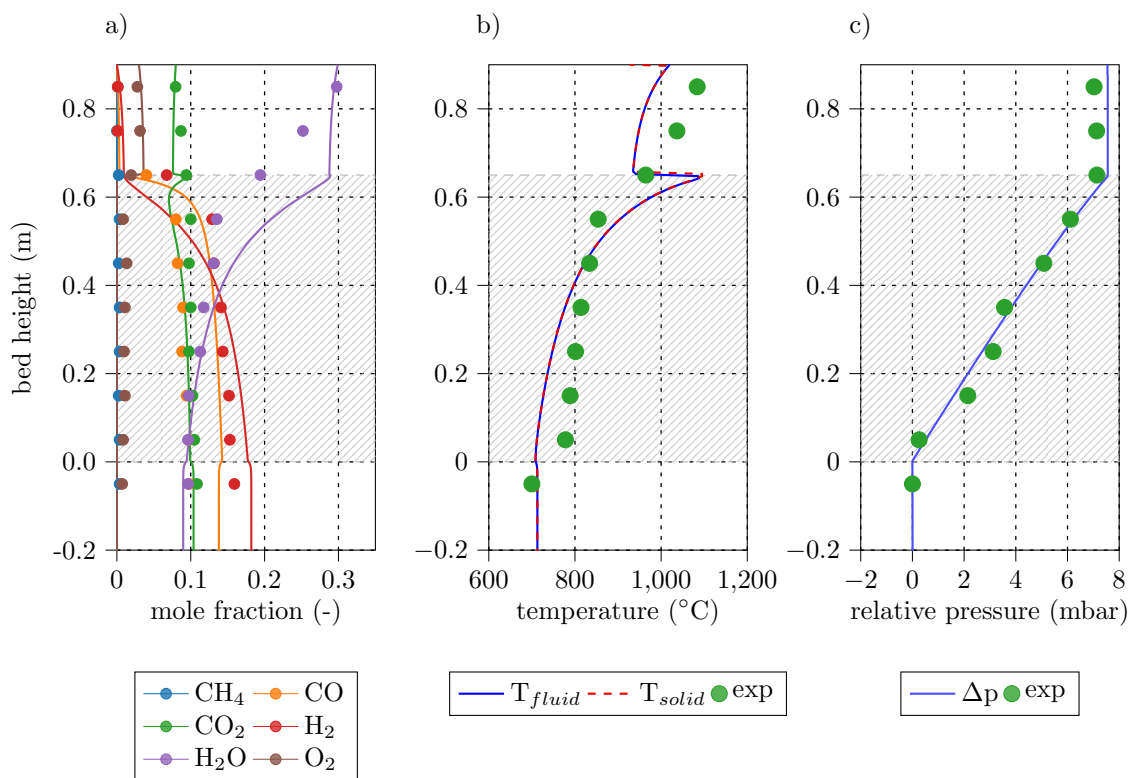 a)
b)
c)
bed height (m)
0.8
0.6
0.4
0.2
0.0
-0.2
0
0.1
0.2
0.3
mole fraction (-)
0.8
0.6
0.4
0.2
0
−0.2
600
800
1,000
1,200
temperature (°C)
0.8
0.6
0.4
0.2
0
−0.2
−2
0
2
4
6
8
relative pressure (mbar)
CH4
CO
CO2
H2
H2O
O2
Tfluid
Tsolid
exp
Δp
exp